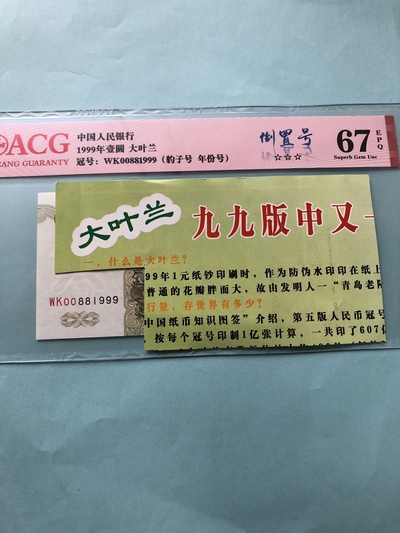 ACG
ANG GUARANTY
中国人民银行
1999年壹圆 大叶兰
冠号: WK00881999 (豹子号 年份号)
倒置号
☆☆☆
67 EPQ
Superb Gem Unc
大叶兰 九九版中又一
一、什么是大叶兰?
99年1元纸钞印刷时,作为防伪水印印在纸上
普通的花瓣胖而大,故由发明人一“青岛老陈
行量,存世界有多少?
WK00881999
中国纸币知识图签”介绍,第五版人民币冠号
按每个冠号印制1亿张计算,一共印了607亿